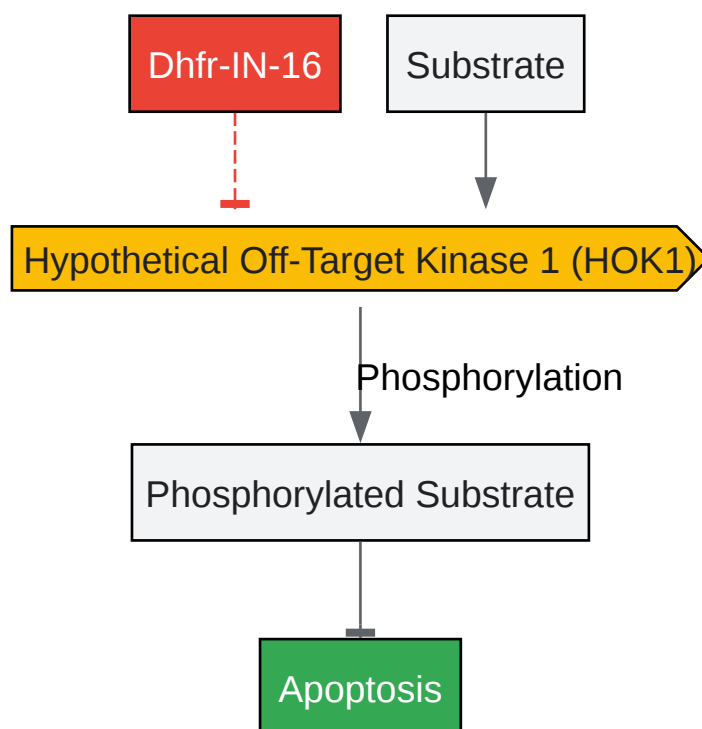 Dhfr-IN-16
Substrate
Hypothetical Off-Target Kinase 1 (HOK1)
Phosphorylation
Phosphorylated Substrate
Apoptosis